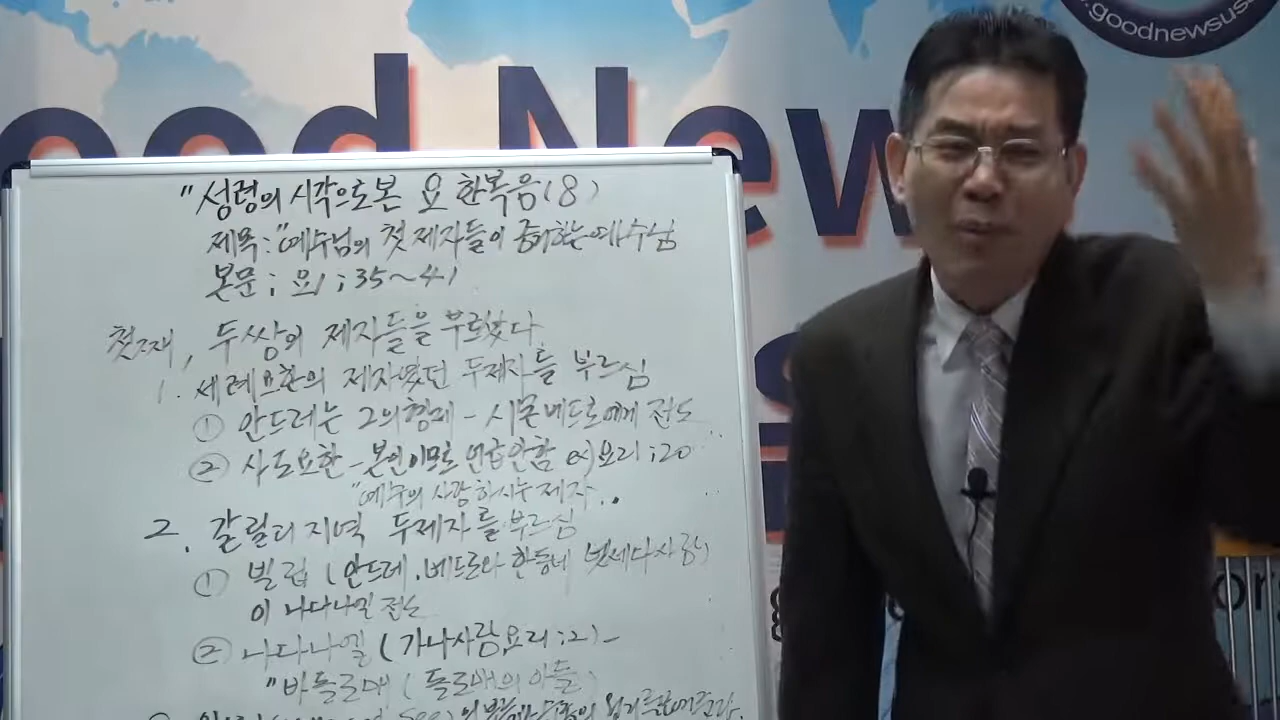 .goodnewsusa
Good News
"성령의 시각으로 본 요한복음(8)
제목: "예수님의 첫 제자들이 증거하는 예수님
본문; 요1;35~41
첫째, 두쌍의 제자들을 부르셨다
1. 세례요한의 제자였던 두제자를 부르심
① 안드레는 그의형제 - 시몬베드로에게 전도..
② 사도요한 - 본인이므로 언급안함 ex) 요21;20
"예수의 사랑하시는 제자..
2. 갈릴리지역 두제자를 부르심
① 빌립 (안드레.베드로와 한동네 벳세다사람)
이 나다나엘 전도
② 나다나엘 (가나사람,요21;2)-
"바돌로매 (돌로매의 아들)